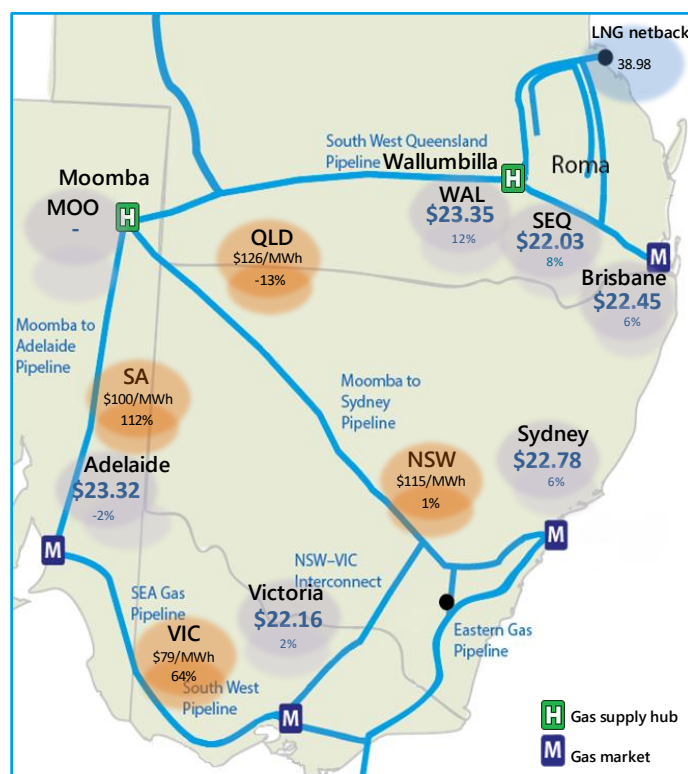 LNG netback
38.98
South West Queensland
Pipeline
Wallumbilla
H
Roma
Moomba
MOO
-
H
WAL
$23.35
12%
SEQ
$22.03
8%
M
QLD
$126/MWh
-13%
Brisbane
$22.45
6%
Moomba to
Adelaide
Pipeline
SA
$100/MWh
112%
Moomba to
Sydney
Pipeline
Adelaide
$23.32
-2%
NSW
$115/MWh
1%
Sydney
$22.78
6%
M
M
NSW–VIC
Interconnect
SEA Gas
Pipeline
Victoria
$22.16
2%
Eastern Gas
Pipeline
VIC
$79/MWh
64%
South West
Pipeline
M
H Gas supply hub
M Gas market